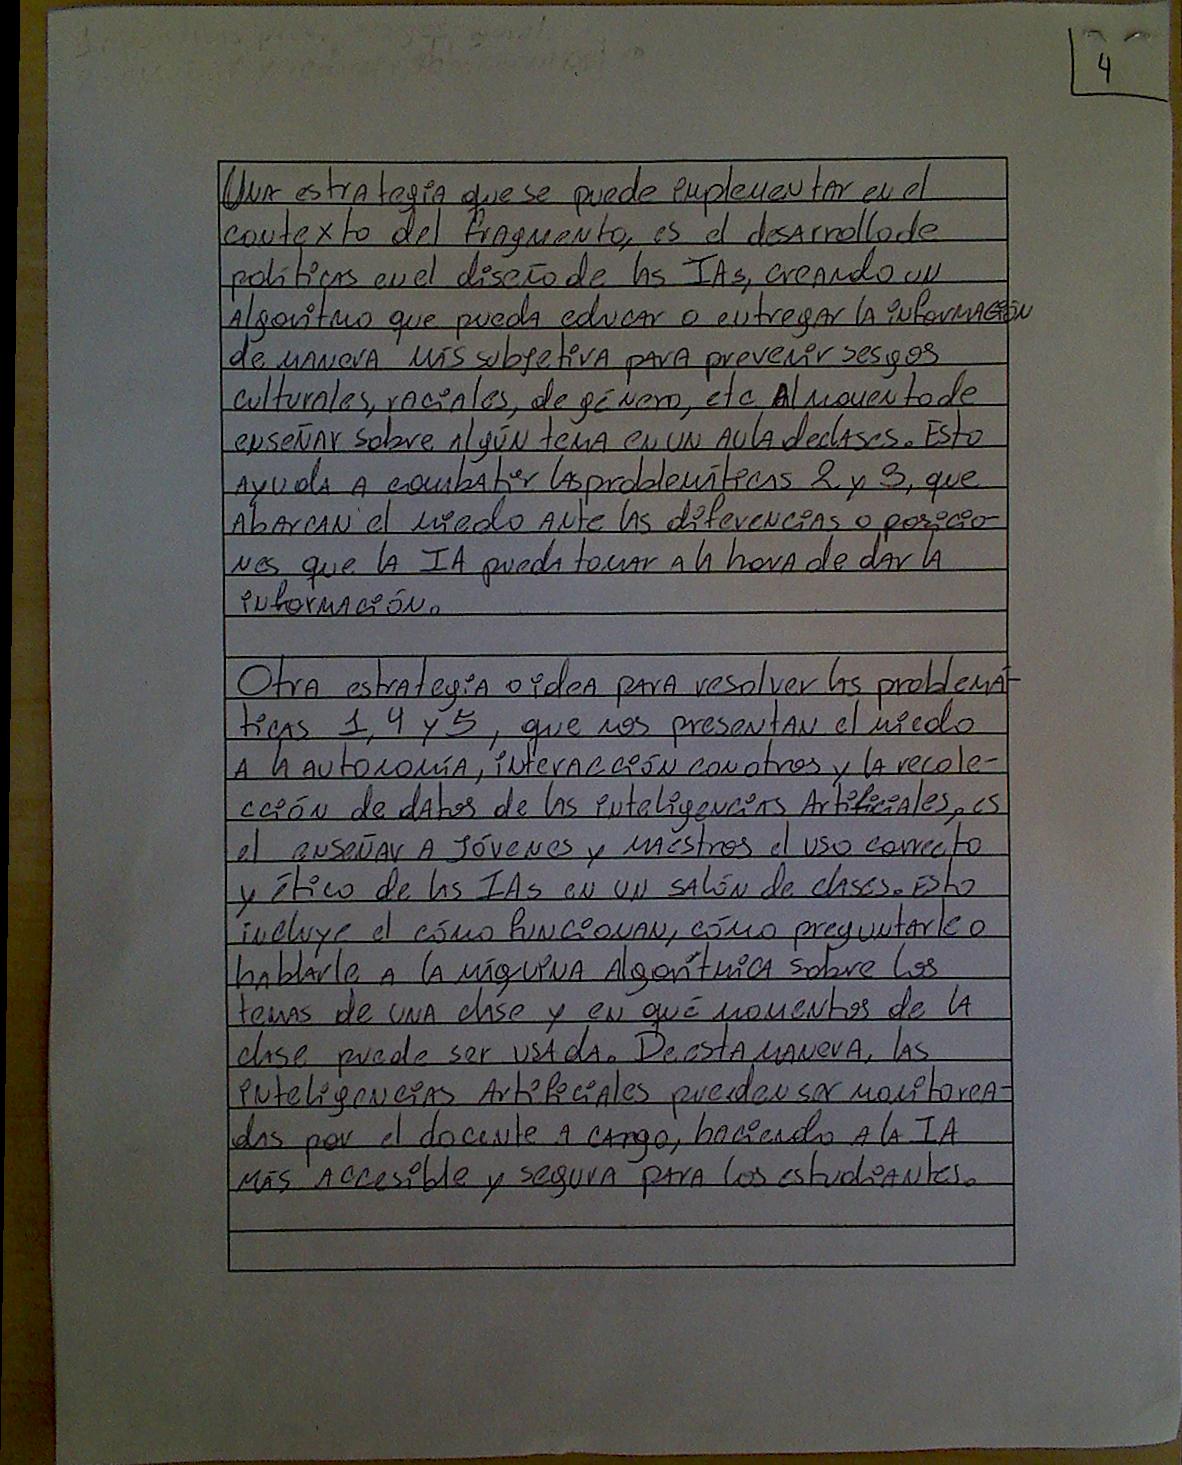 4
Una estrategia que se puede implementar en el
contexto del fragmento, es el desarrollo de
políticas en el diseño de las IAs, creando un
algoritmo que pueda educar o entregar la información
de manera más subjetiva para prevenir sesgos
culturales, raciales, de género, etc Al momento de
enseñar sobre algún tema en un aula de clases. Esto
ayuda a combatir las problemáticas 2 y 3, que
abarcan el miedo ante las diferencias o posicio-
nes que la IA pueda tomar a la hora de dar la
información.
Otra estrategia o idea para resolver las problemá-
ticas 1, 4 y 5, que nos presentan el miedo
a la autonomía, interacción con otros y la recole-
cción de datos de las inteligencias Artificiales, es
el enseñar a jóvenes y maestros el uso correcto
y ético de las IAs en un salón de clases. Esto
incluye el cómo funcionan, cómo preguntarle o
hablarle a la máquina algorítmica sobre los
temas de una clase y en qué momentos de la
clase puede ser usada. De esta manera, las
inteligencias Artificiales pueden ser monitorea-
das por el docente a cargo, haciendo a la IA
más accesible y segura para los estudiantes.